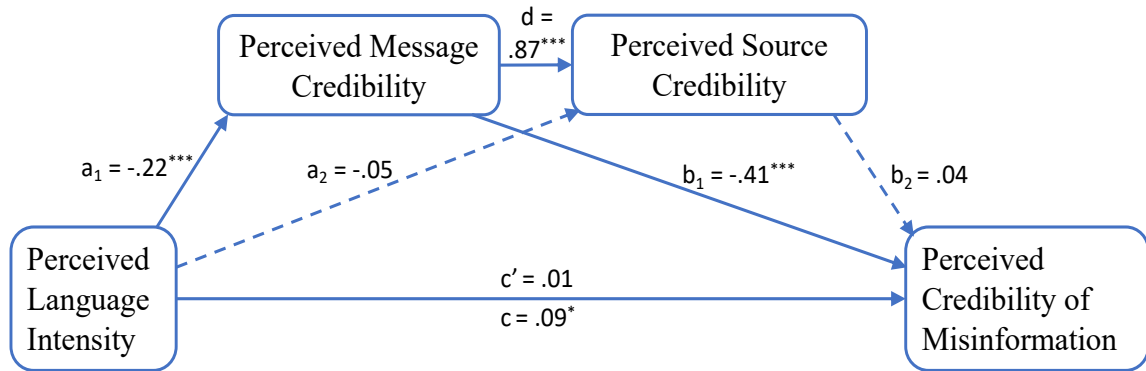 d =
.87***
Perceived Message
Credibility
Perceived Source
Credibility
a₁ = -.22***
a₂ = -.05
b₁ = -.41***
b₂ = .04
Perceived
Language
Intensity
c’ = .01
c = .09*
Perceived
Credibility of
Misinformation